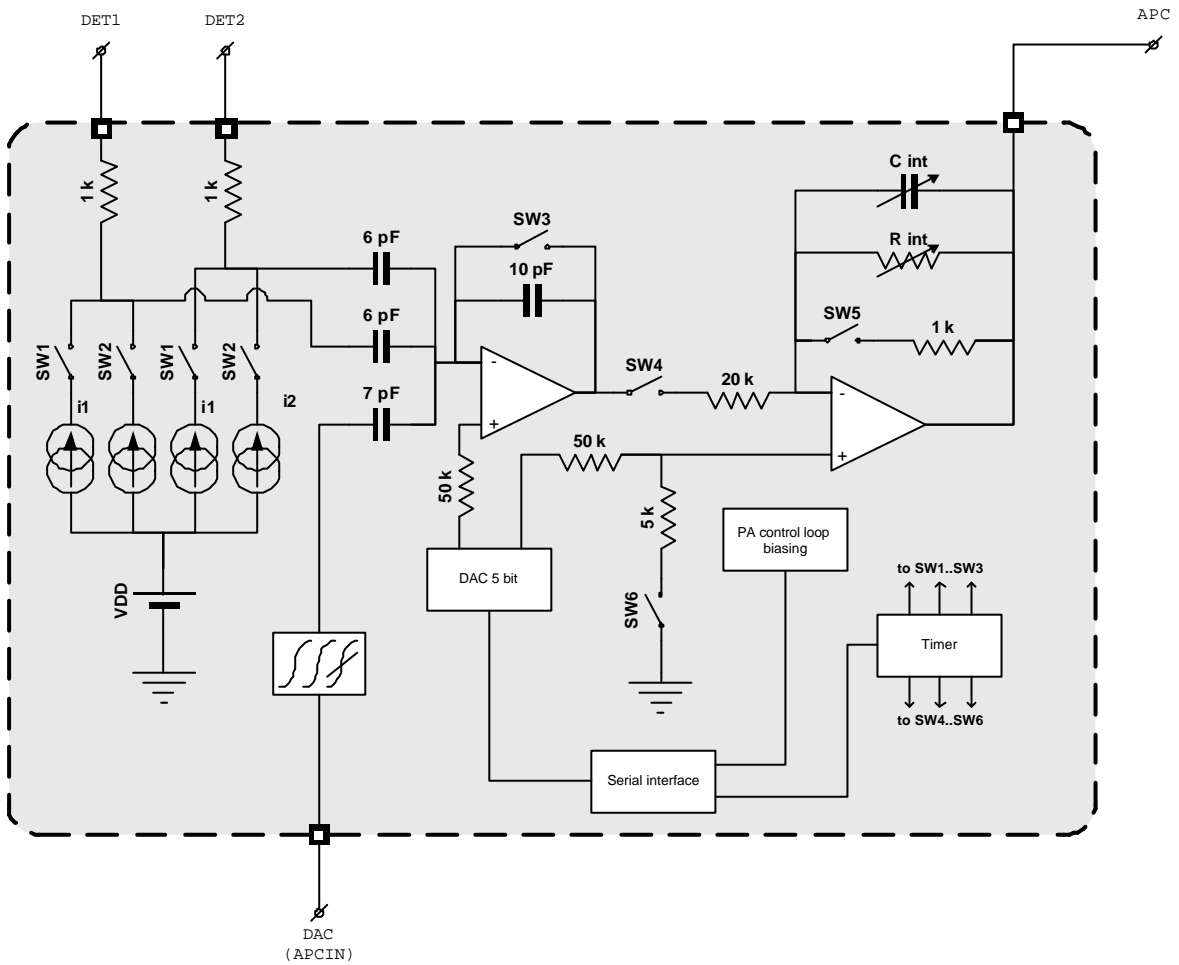 DET1
DET2
APC
1 k
1 k
C int
R int
SW3
6 pF
10 pF
6 pF
SW5
1 k
SW1
SW2
SW1
SW2
SW4
20 k
7 pF
i1
i1
i2
-
+
-
+
50 k
50 k
5 k
PA control loop
biasing
DAC 5 bit
to SW1..SW3
VDD
SW6
Timer
to SW4..SW6
Serial interface
DAC
(APCIN)